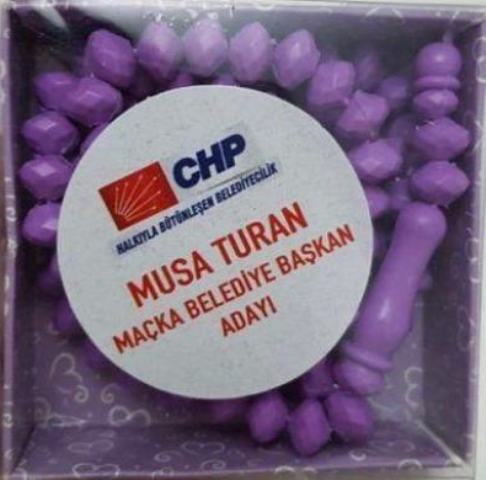 CHP
HALKIYLA BÜTÜNLEŞEN BELEDİYECİLİK
MUSA TURAN
MAÇKA BELEDİYE BAŞKAN
ADAYI